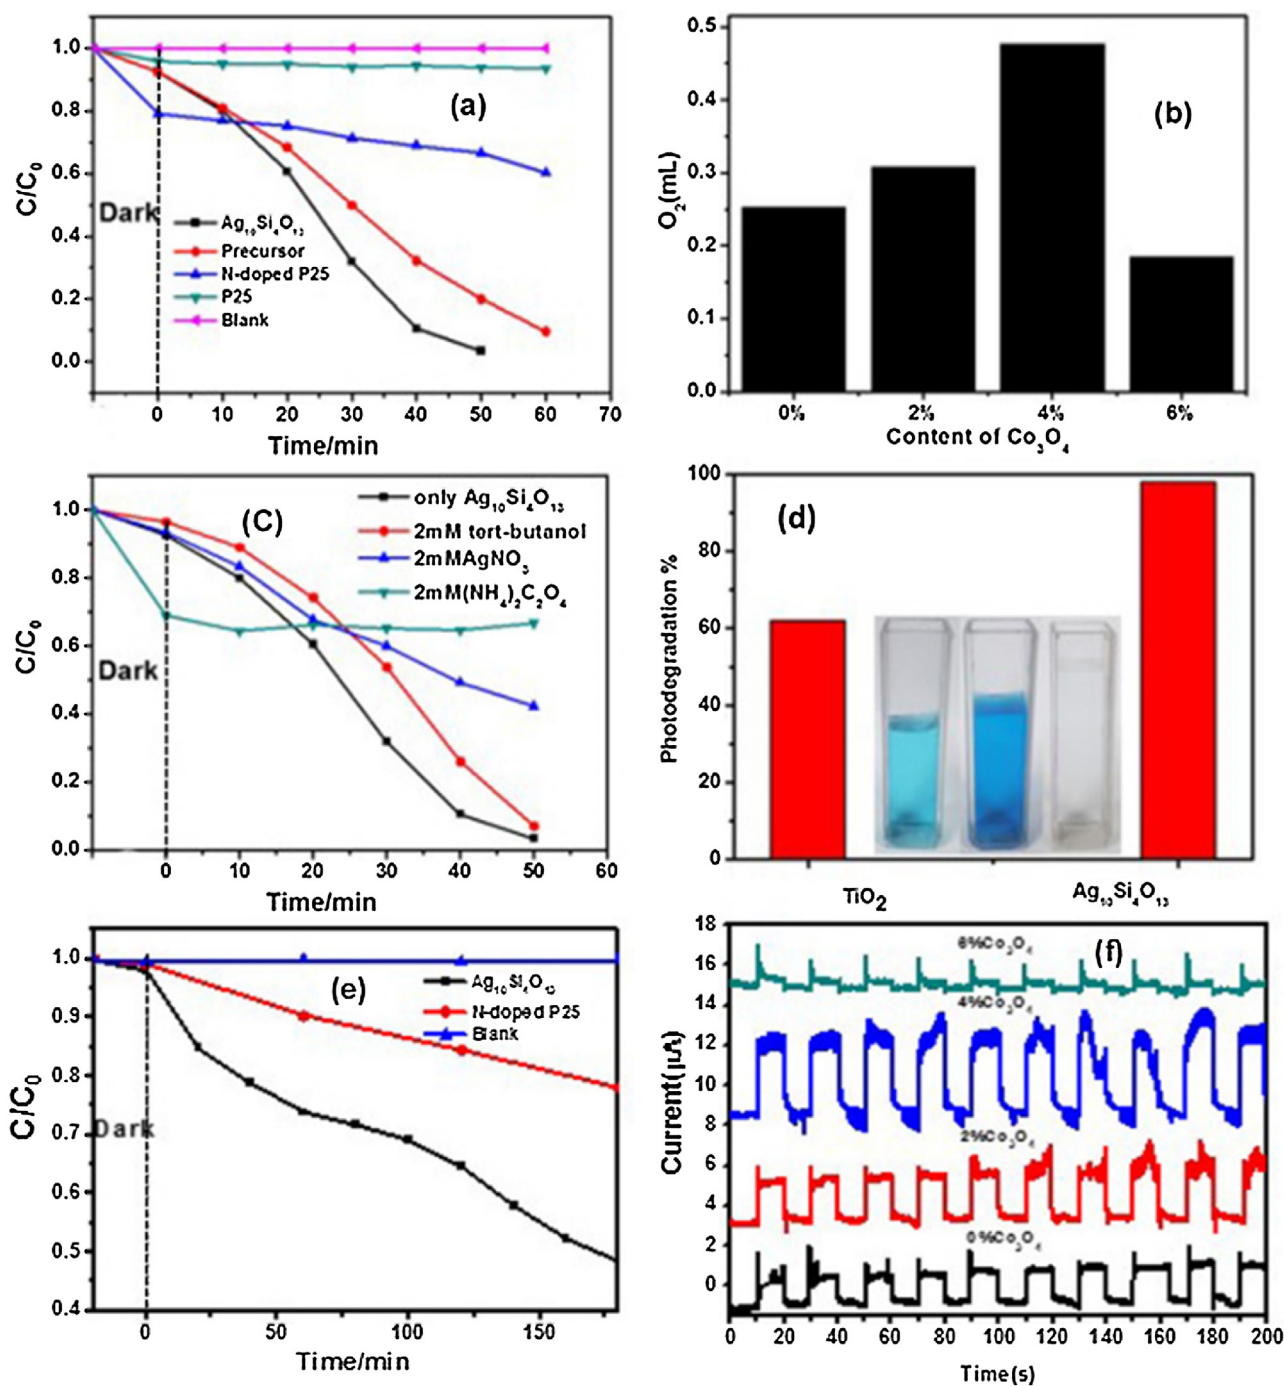 (a)
1.0
0.8
0.6
0.4
0.2
0.0
C/C₀
Dark
Ag₁₀Si₄O₁₃
Precursor
N-doped P25
P25
Blank
0 10 20 30 40 50 60 70
Time/min
(b)
0.5
0.4
0.3
0.2
0.1
0.0
O₂(mL)
0% 2% 4% 6%
Content of Co₃O₄
(C)
1.0
0.8
0.6
0.4
0.2
0.0
C/C₀
Dark
only Ag₁₀Si₄O₁₃
2mM tert-butanol
2mMAgNO₃
2mM(NH₄)₂C₂O₄
0 10 20 30 40 50 60
Time/min
(d)
100
80
60
40
20
0
Photodegradation %
TiO₂ Ag₁₀Si₄O₁₃
(e)
1.0
0.9
0.8
0.7
0.6
0.5
0.4
C/C₀
Dark
Ag₁₀Si₄O₁₃
N-doped P25
Blank
0 50 100 150
Time/min
(f)
18
16
14
12
10
8
6
4
2
0
Current(μA)
6%Co₃O₄
4%Co₃O₄
2%Co₃O₄
0%Co₃O₄
0 20 40 60 80 100 120 140 160 180 200
Time(s)